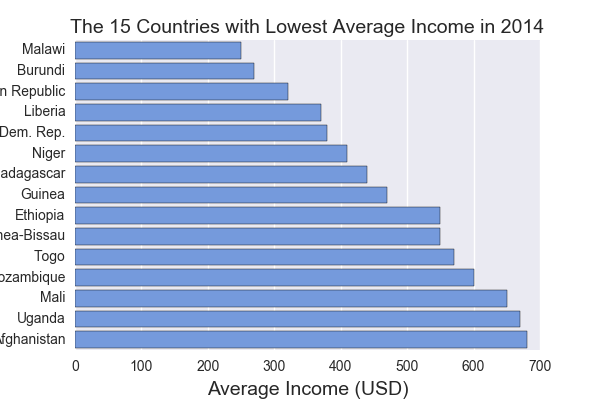 The 15 Countries with Lowest Average Income in 2014
Malawi
Burundi
n Republic
Liberia
Dem. Rep.
Niger
adagascar
Guinea
Ethiopia
nea-Bissau
Togo
ozambique
Mali
Uganda
Afghanistan
0 100 200 300 400 500 600 700
Average Income (USD)